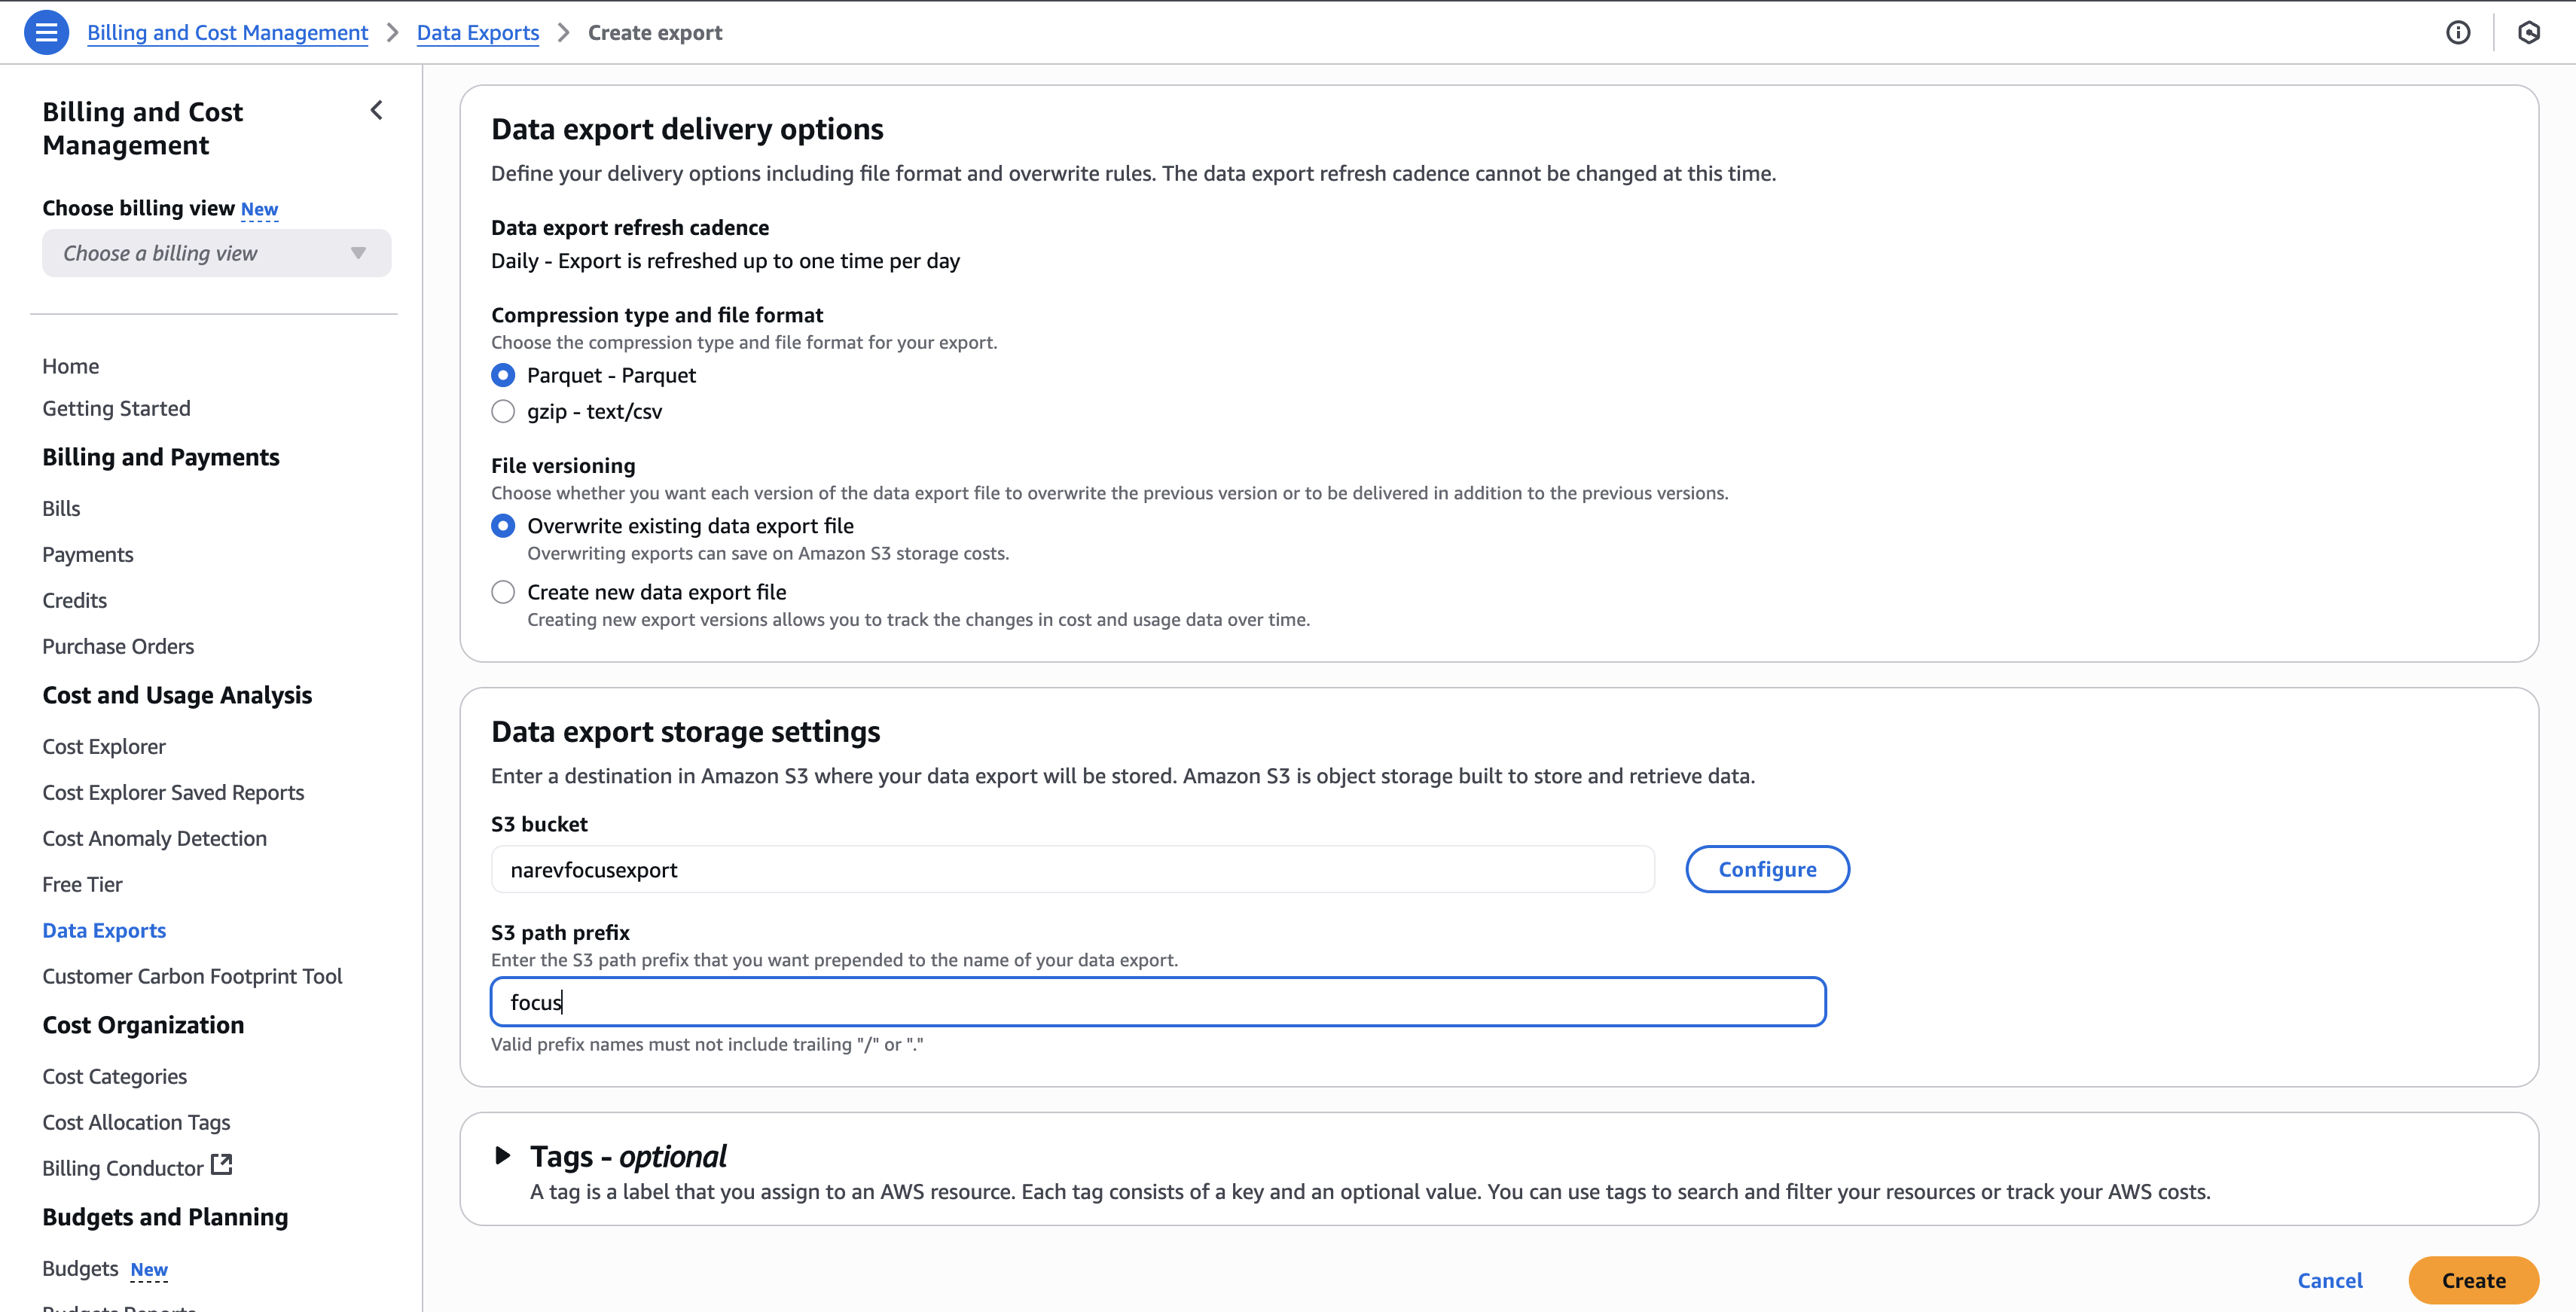 Billing and Cost Management > Data Exports > Create export
Billing and Cost
Management
Choose billing view New
Choose a billing view
Home
Getting Started
Billing and Payments
Bills
Payments
Credits
Purchase Orders
Cost and Usage Analysis
Cost Explorer
Cost Explorer Saved Reports
Cost Anomaly Detection
Free Tier
Data Exports
Customer Carbon Footprint Tool
Cost Organization
Cost Categories
Cost Allocation Tags
Billing Conductor
Budgets and Planning
Budgets New
Budgets Reports
Data export delivery options
Define your delivery options including file format and overwrite rules. The data export refresh cadence cannot be changed at this time.
Data export refresh cadence
Daily - Export is refreshed up to one time per day
Compression type and file format
Choose the compression type and file format for your export.
Parquet - Parquet
gzip - text/csv
File versioning
Choose whether you want each version of the data export file to overwrite the previous version or to be delivered in addition to the previous versions.
Overwrite existing data export file
Overwriting exports can save on Amazon S3 storage costs.
Create new data export file
Creating new export versions allows you to track the changes in cost and usage data over time.
Data export storage settings
Enter a destination in Amazon S3 where your data export will be stored. Amazon S3 is object storage built to store and retrieve data.
S3 bucket
narevfocusexport
Configure
S3 path prefix
Enter the S3 path prefix that you want prepended to the name of your data export.
focus
Valid prefix names must not include trailing "/" or "."
Tags - optional
A tag is a label that you assign to an AWS resource. Each tag consists of a key and an optional value. You can use tags to search and filter your resources or track your AWS costs.
Cancel
Create